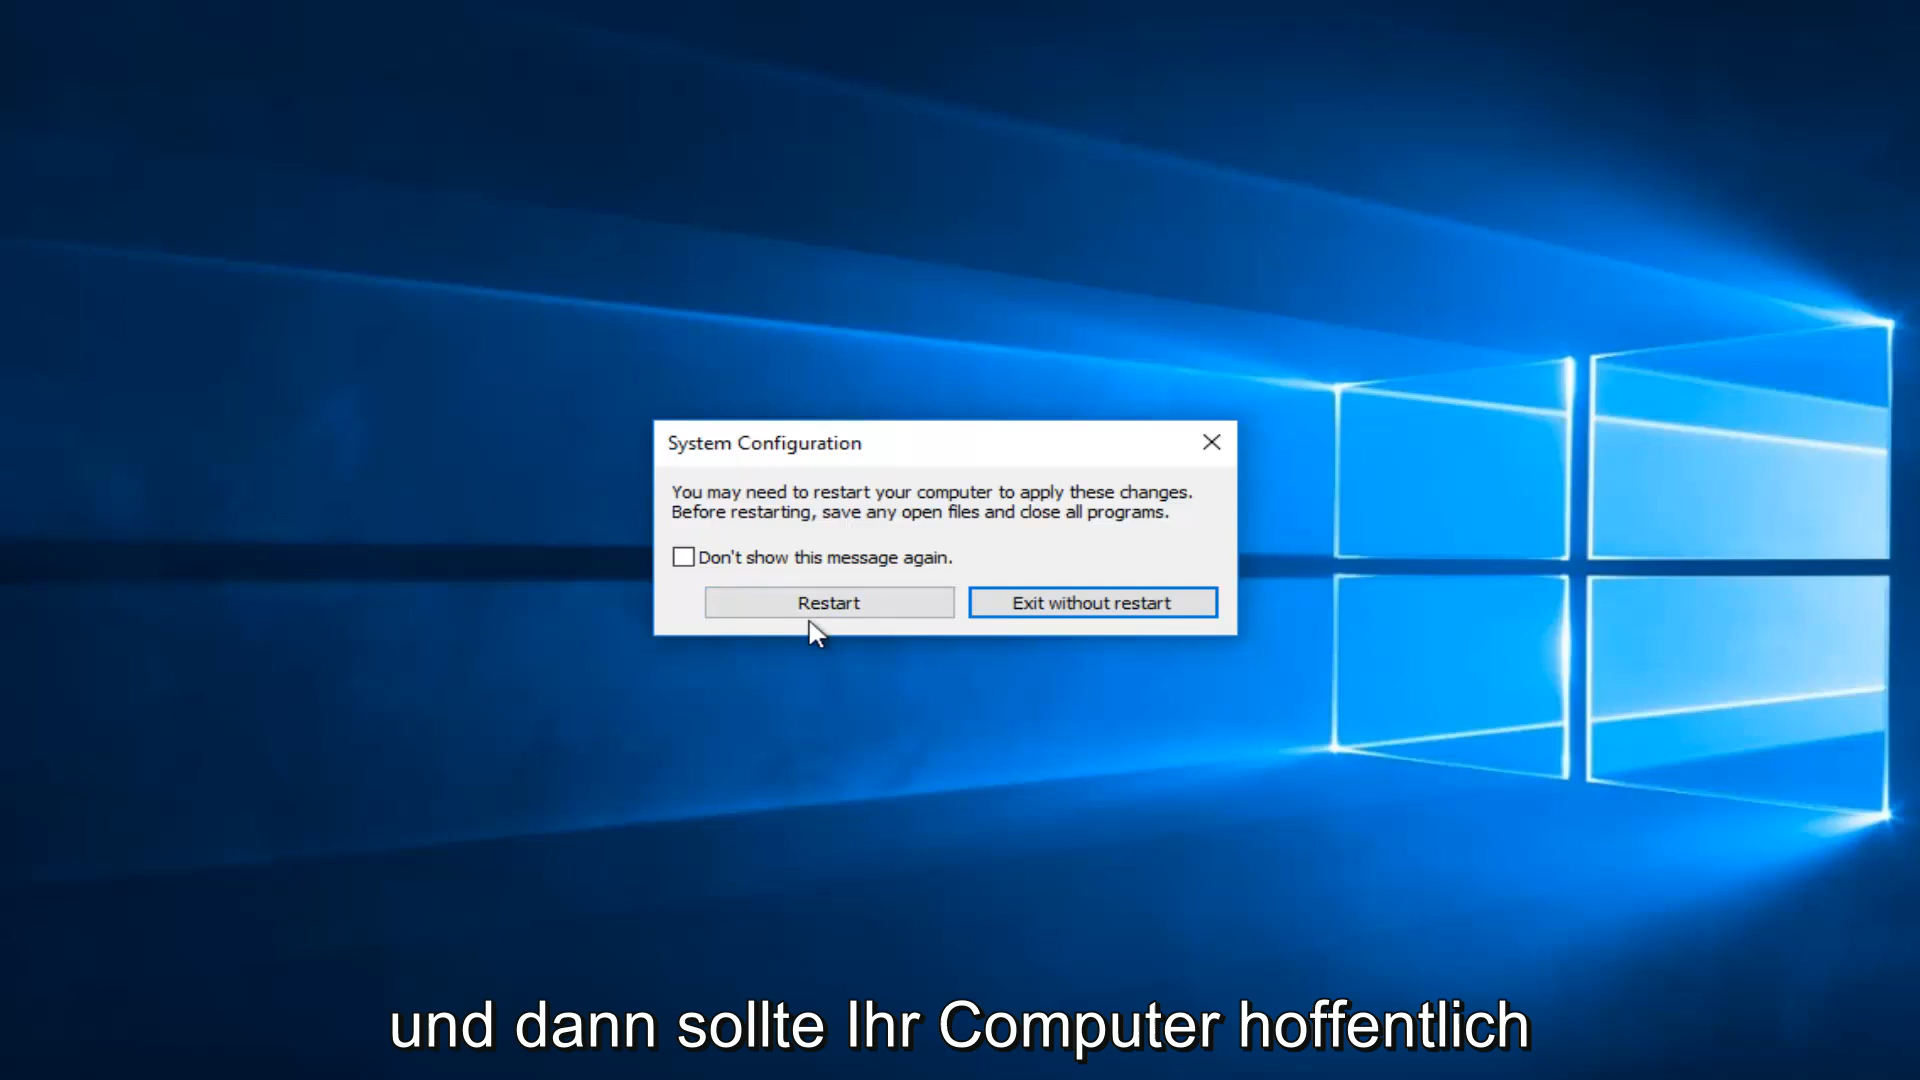 System Configuration
You may need to restart your computer to apply these changes.
Before restarting, save any open files and close all programs.
Don't show this message again.
Restart
Exit without restart
und dann sollte Ihr Computer hoffentlich